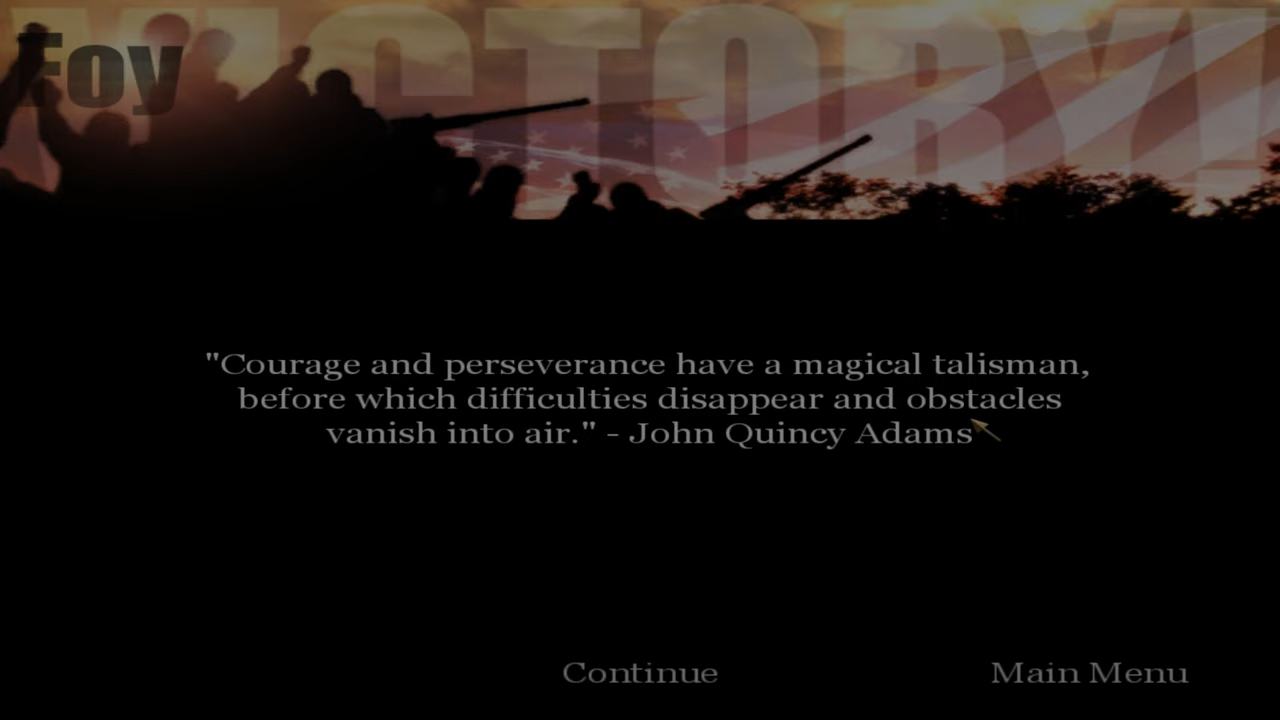 VICTORY!
Foy
"Courage and perseverance have a magical talisman,
before which difficulties disappear and obstacles
vanish into air." - John Quincy Adams
Continue
Main Menu